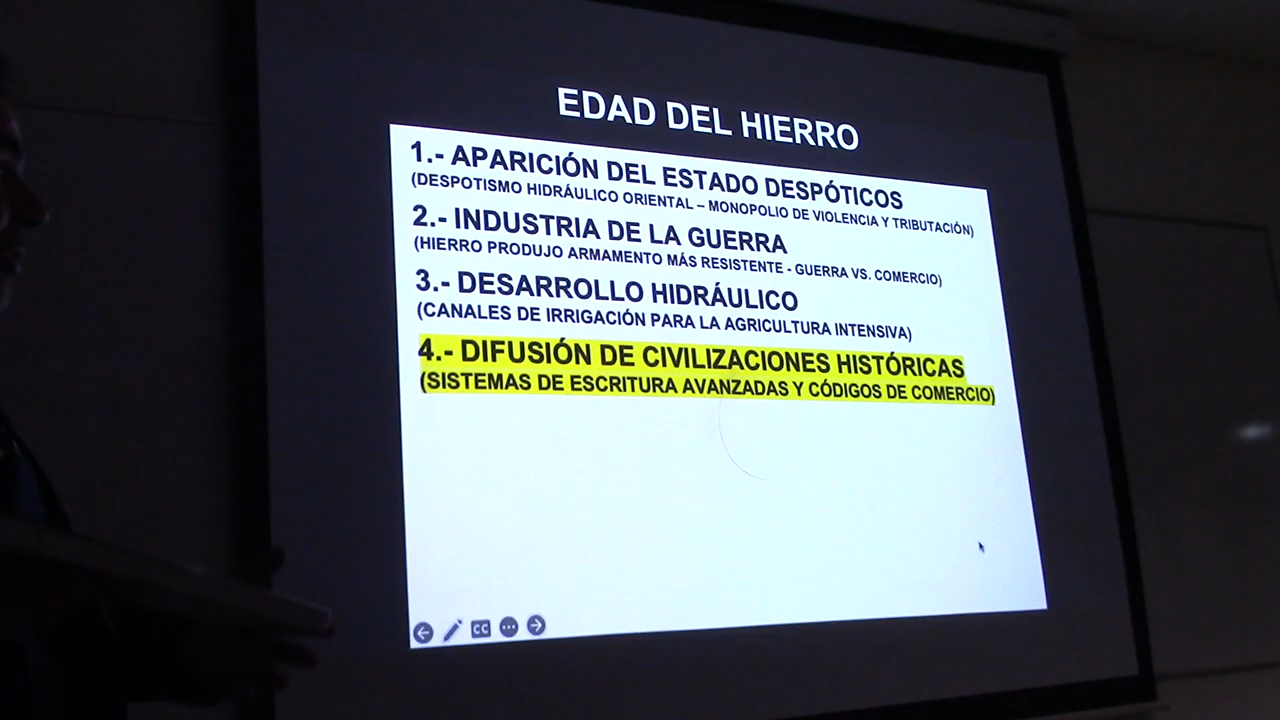 EDAD DEL HIERRO
1.- APARICIÓN DEL ESTADO DESPÓTICOS
(DESPOTISMO HIDRÁULICO ORIENTAL – MONOPOLIO DE VIOLENCIA Y TRIBUTACIÓN)
2.- INDUSTRIA DE LA GUERRA
(HIERRO PRODUJO ARMAMENTO MÁS RESISTENTE - GUERRA VS. COMERCIO)
3.- DESARROLLO HIDRÁULICO
(CANALES DE IRRIGACIÓN PARA LA AGRICULTURA INTENSIVA)
4.- DIFUSIÓN DE CIVILIZACIONES HISTÓRICAS
(SISTEMAS DE ESCRITURA AVANZADAS Y CÓDIGOS DE COMERCIO)
CC